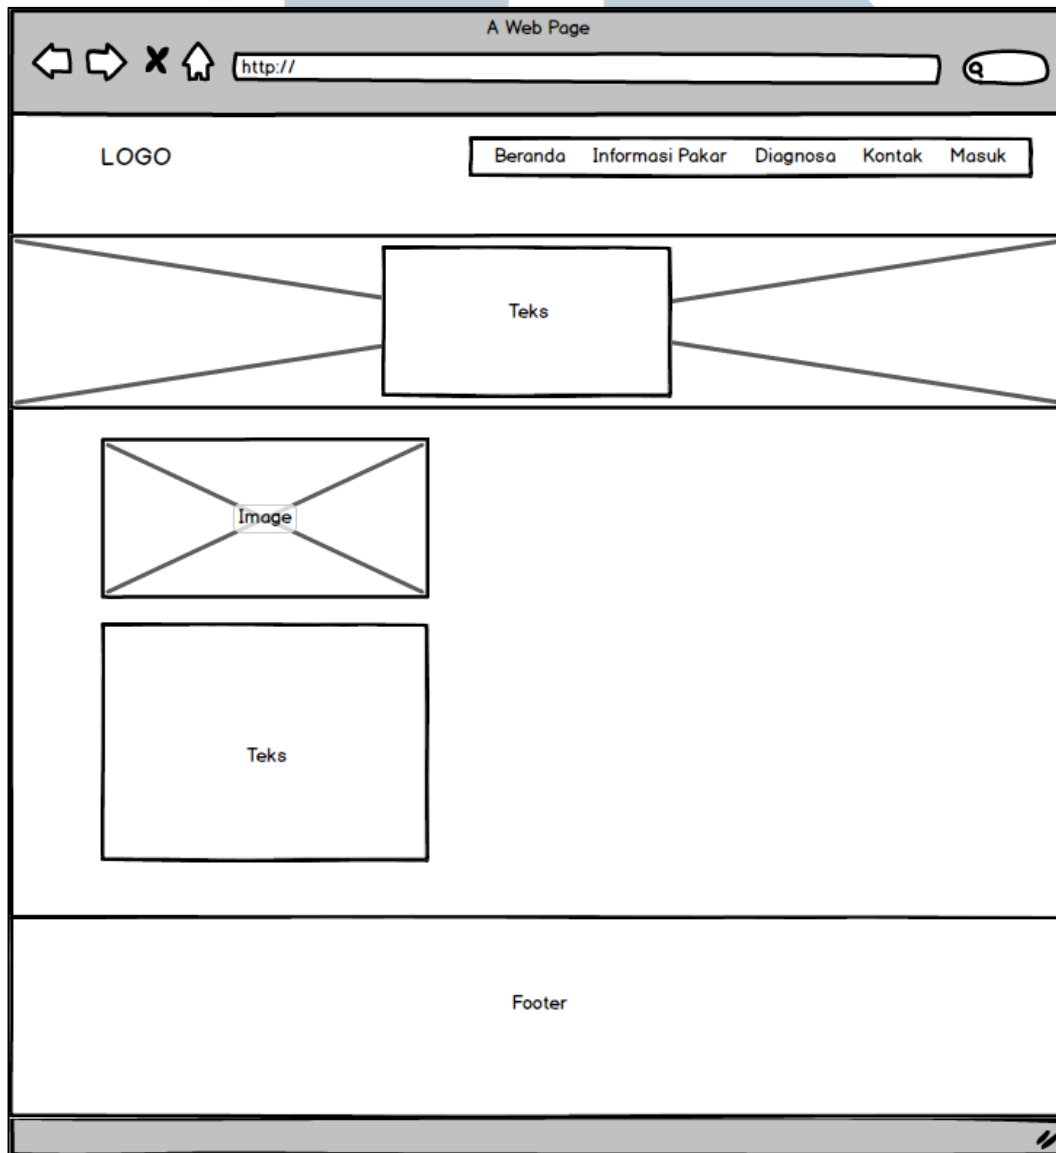 A Web Page
http://
LOGO
Beranda Informasi Pakar Diagnosa Kontak Masuk
Teks
Image
Teks
Footer